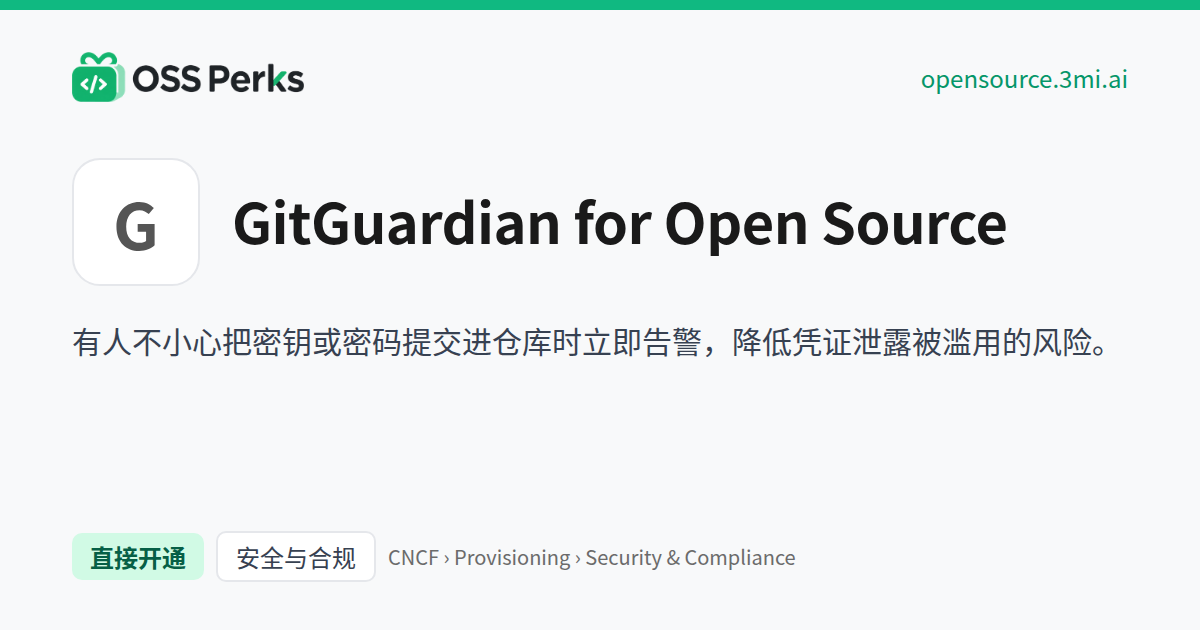 </> OSS Perks
opensource.3mi.ai
G
GitGuardian for Open Source
有人不小心把密钥或密码提交进仓库时立即告警，降低凭证泄露被滥用的风险。
直接开通
安全与合规
CNCF › Provisioning › Security & Compliance